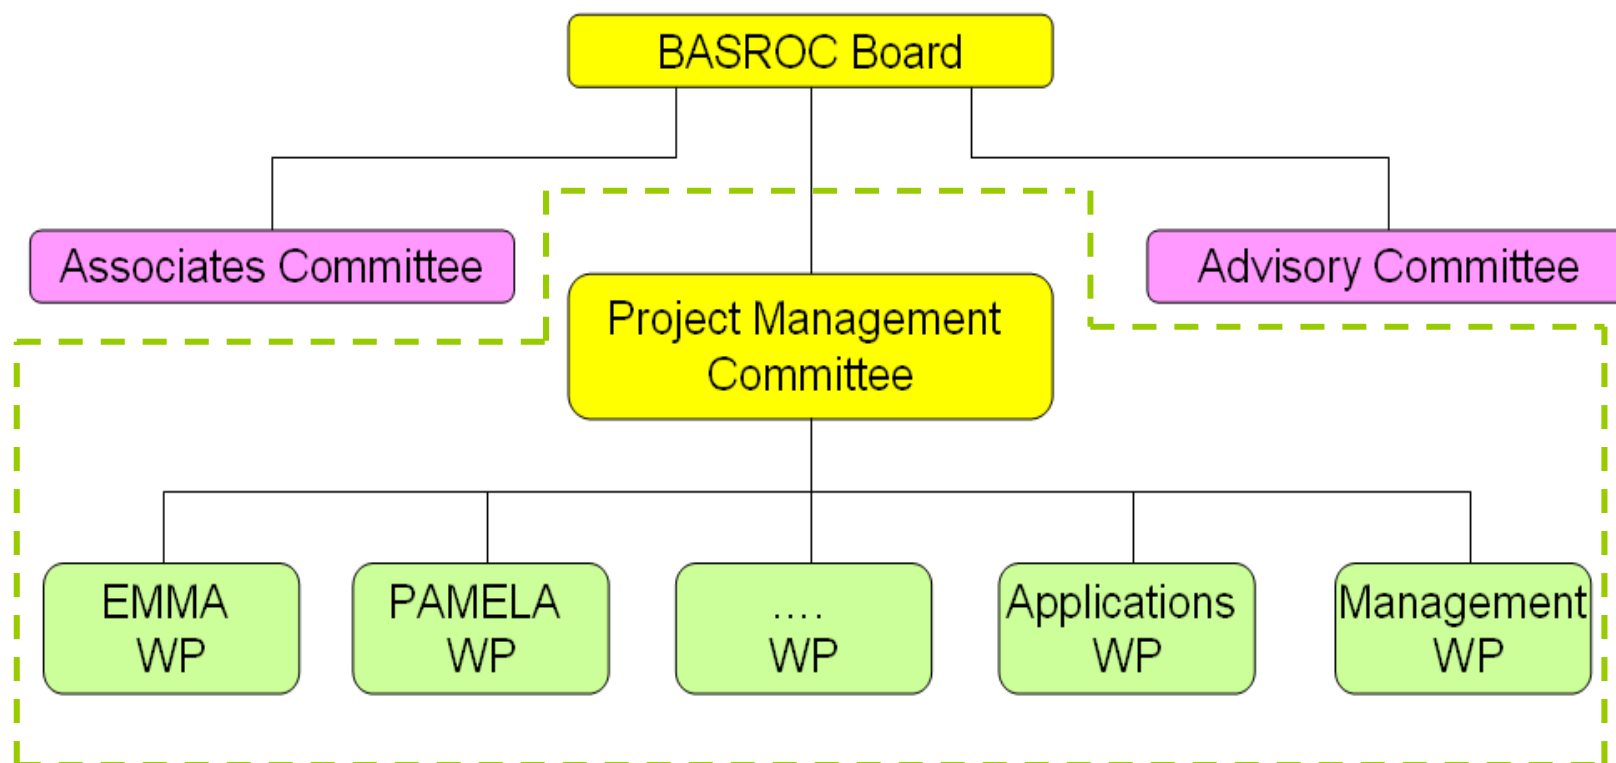 BASROC Board
Associates Committee
Advisory Committee
Project Management
Committee
EMMA
WP
PAMELA
WP
....
WP
Applications
WP
Management
WP